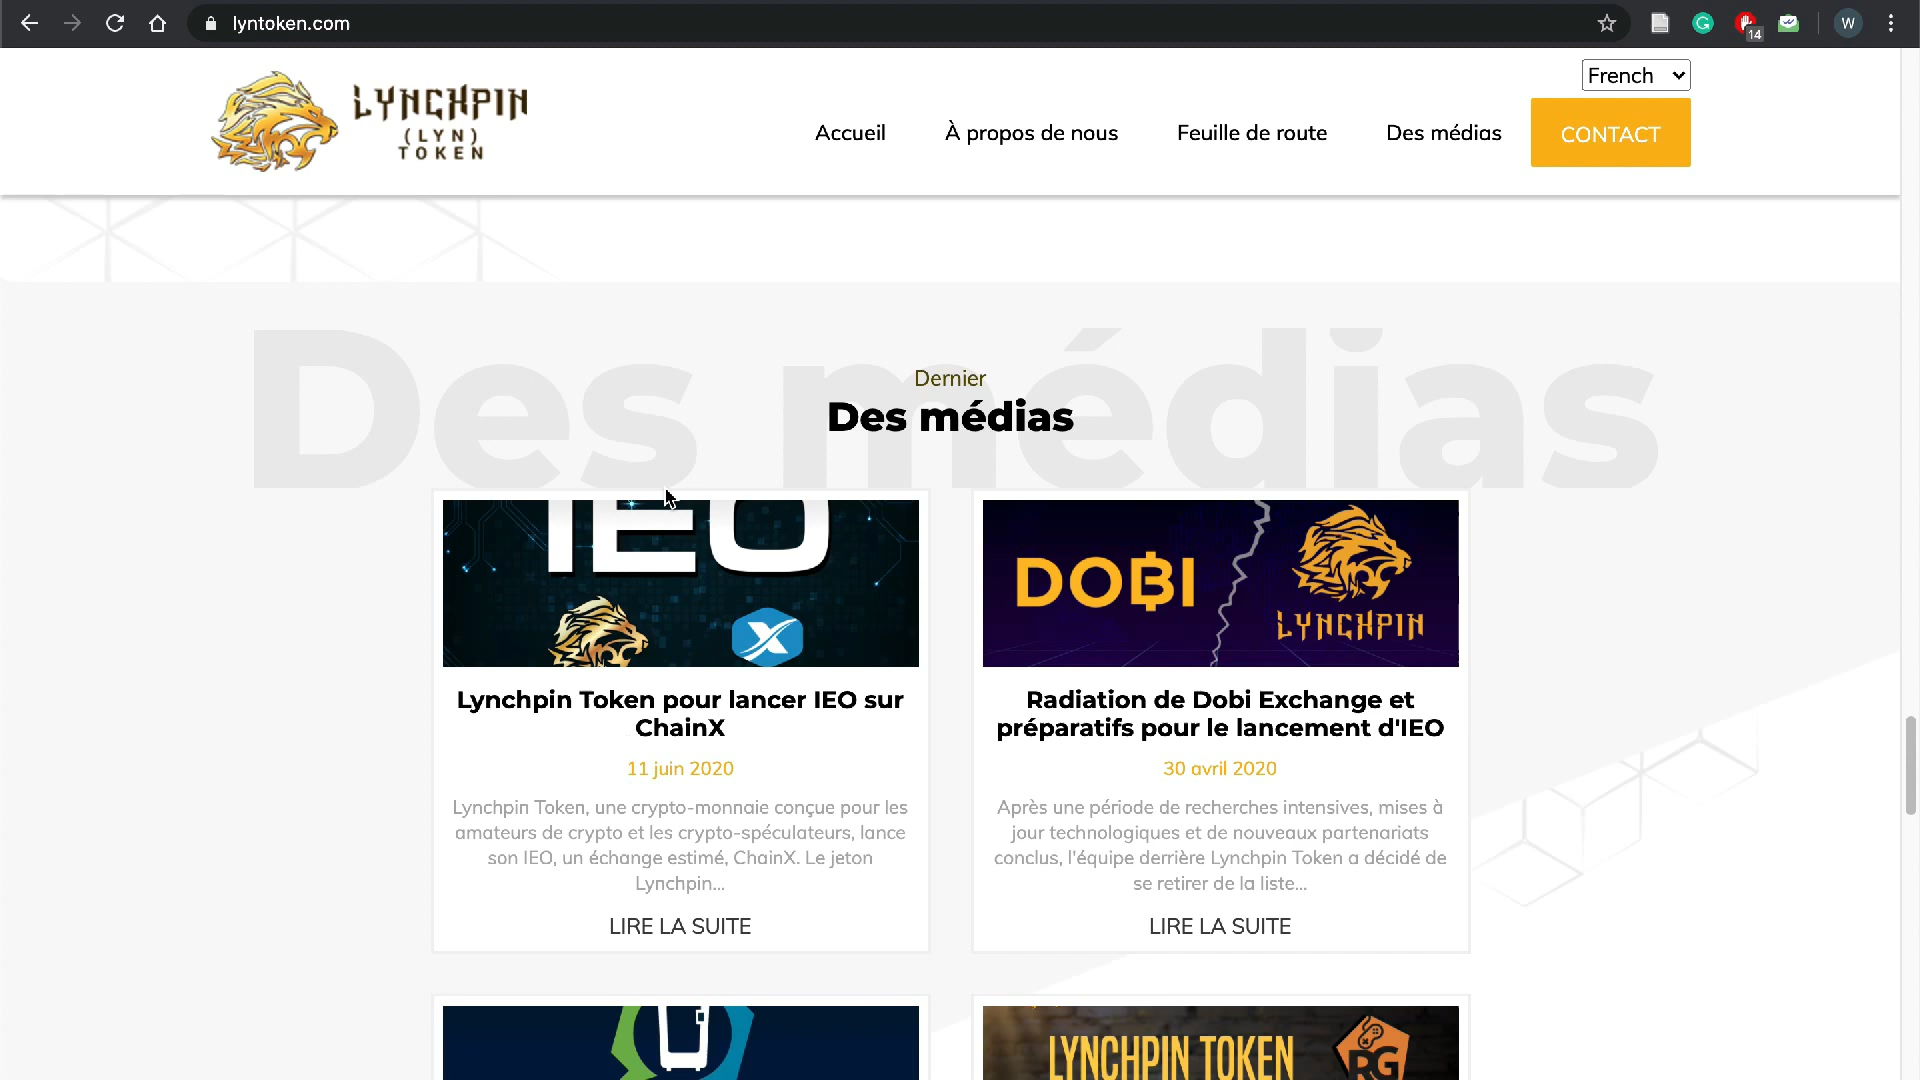 lyntoken.com
14
W
French
LYNCHPIN
(LYN)
TOKEN
Accueil
À propos de nous
Feuille de route
Des médias
CONTACT
Des médias
Dernier
Des médias
IEO
DOBI
LYNCHPIN
Lynchpin Token pour lancer IEO sur
ChainX
11 juin 2020
Lynchpin Token, une crypto-monnaie conçue pour les
amateurs de crypto et les crypto-spéculateurs, lance
son IEO, un échange estimé, ChainX. Le jeton
Lynchpin...
LIRE LA SUITE
Radiation de Dobi Exchange et
préparatifs pour le lancement d'IEO
30 avril 2020
Après une période de recherches intensives, mises à
jour technologiques et de nouveaux partenariats
conclus, l'équipe derrière Lynchpin Token a décidé de
se retirer de la liste...
LIRE LA SUITE
LYNCHPIN TOKEN
RG